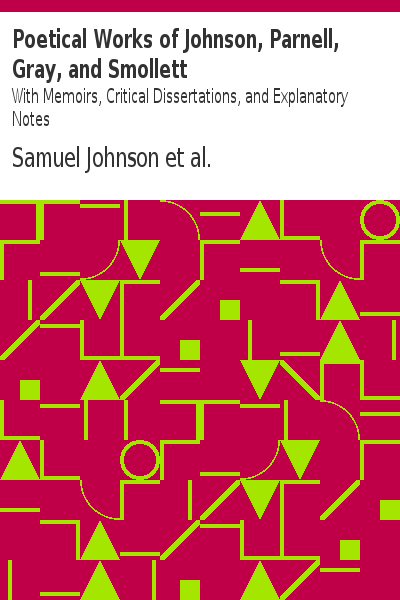 Poetical Works of Johnson, Parnell,
Gray, and Smollett
With Memoirs, Critical Dissertations, and Explanatory
Notes
Samuel Johnson et al.